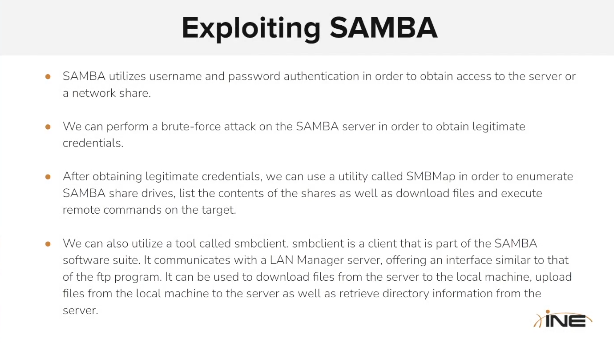 Exploiting SAMBA
● SAMBA utilizes username and password authentication in order to obtain access to the server or
a network share.
● We can perform a brute-force attack on the SAMBA server in order to obtain legitimate
credentials.
● After obtaining legitimate credentials, we can use a utility called SMBMap in order to enumerate
SAMBA share drives, list the contents of the shares as well as download files and execute
remote commands on the target.
● We can also utilize a tool called smbclient. smbclient is a client that is part of the SAMBA
software suite. It communicates with a LAN Manager server, offering an interface similar to that
of the ftp program. It can be used to download files from the server to the local machine, upload
files from the local machine to the server as well as retrieve directory information from the
server.
iNE